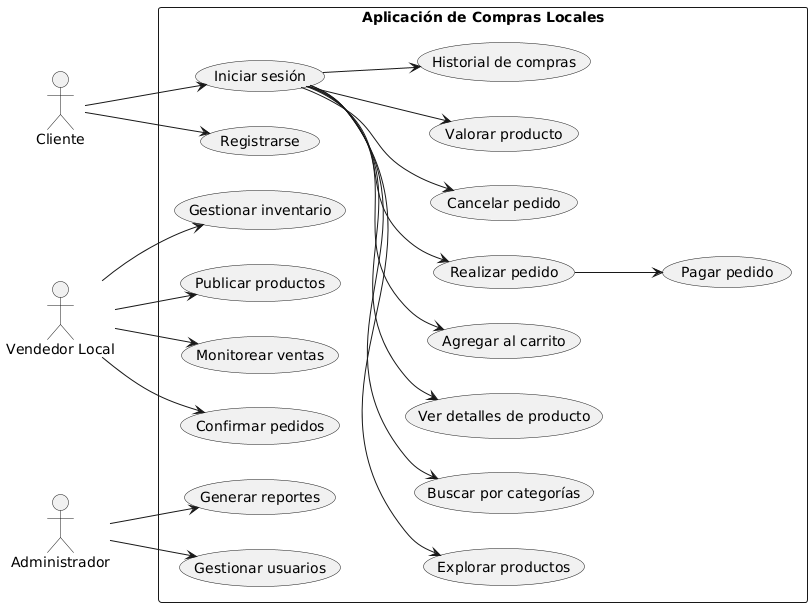 Aplicación de Compras Locales
Iniciar sesión
Historial de compras
Valorar producto
Cliente
Registrarse
Cancelar pedido
Gestionar inventario
Realizar pedido
Pagar pedido
Publicar productos
Agregar al carrito
Vendedor Local
Monitorear ventas
Ver detalles de producto
Confirmar pedidos
Buscar por categorías
Generar reportes
Administrador
Gestionar usuarios
Explorar productos